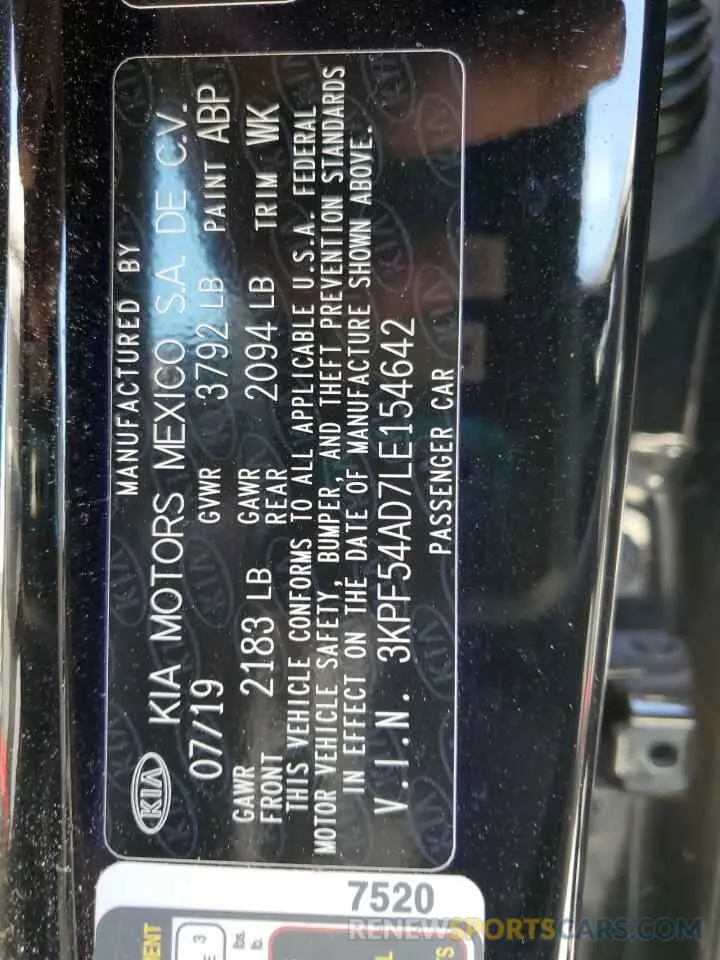 MANUFACTURED BY
KIA KIA MOTORS MEXICO S.A. DE C.V.
07/19 GVWR 3792 LB PAINT ABP
GAWR FRONT 2183 LB GAWR REAR 2094 LB TRIM WK
THIS VEHICLE CONFORMS TO ALL APPLICABLE U.S.A. FEDERAL
MOTOR VEHICLE SAFETY, BUMPER, AND THEFT PREVENTION STANDARDS
IN EFFECT ON THE DATE OF MANUFACTURE SHOWN ABOVE.
V.I.N. 3KPF54AD7LE154642
PASSENGER CAR
7520
RENEWSPORTSCARS.COM